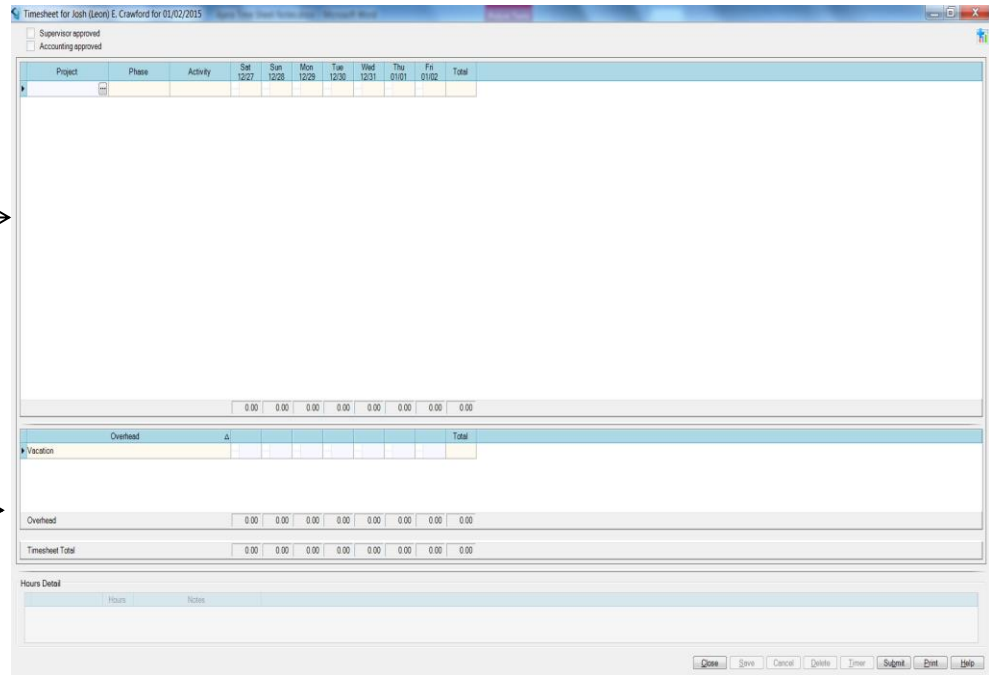 Timesheet for Josh (Leon) E. Crawford for 01/02/2015
Supervisor approved
Accounting approved
Project Phase Activity Sat 12/27 Sun 12/28 Mon 12/29 Tue 12/30 Wed 12/31 Thu 01/01 Fri 01/02 Total
0.00 0.00 0.00 0.00 0.00 0.00 0.00 0.00
Overhead Total
Vacation
Overhead 0.00 0.00 0.00 0.00 0.00 0.00 0.00 0.00
Timesheet Total 0.00 0.00 0.00 0.00 0.00 0.00 0.00 0.00
Hours Detail
Hours Notes
Close Save Cancel Delete Timer Submit Print Help